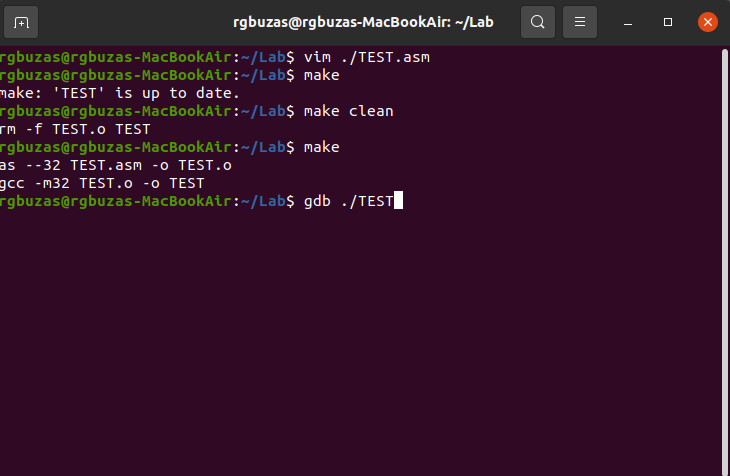 rgbuzas@rgbuzas-MacBookAir: ~/Lab
rgbuzas@rgbuzas-MacBookAir:~/Lab$ vim ./TEST.asm
rgbuzas@rgbuzas-MacBookAir:~/Lab$ make
make: 'TEST' is up to date.
rgbuzas@rgbuzas-MacBookAir:~/Lab$ make clean
rm -f TEST.o TEST
rgbuzas@rgbuzas-MacBookAir:~/Lab$ make
as --32 TEST.asm -o TEST.o
gcc -m32 TEST.o -o TEST
rgbuzas@rgbuzas-MacBookAir:~/Lab$ gdb ./TEST